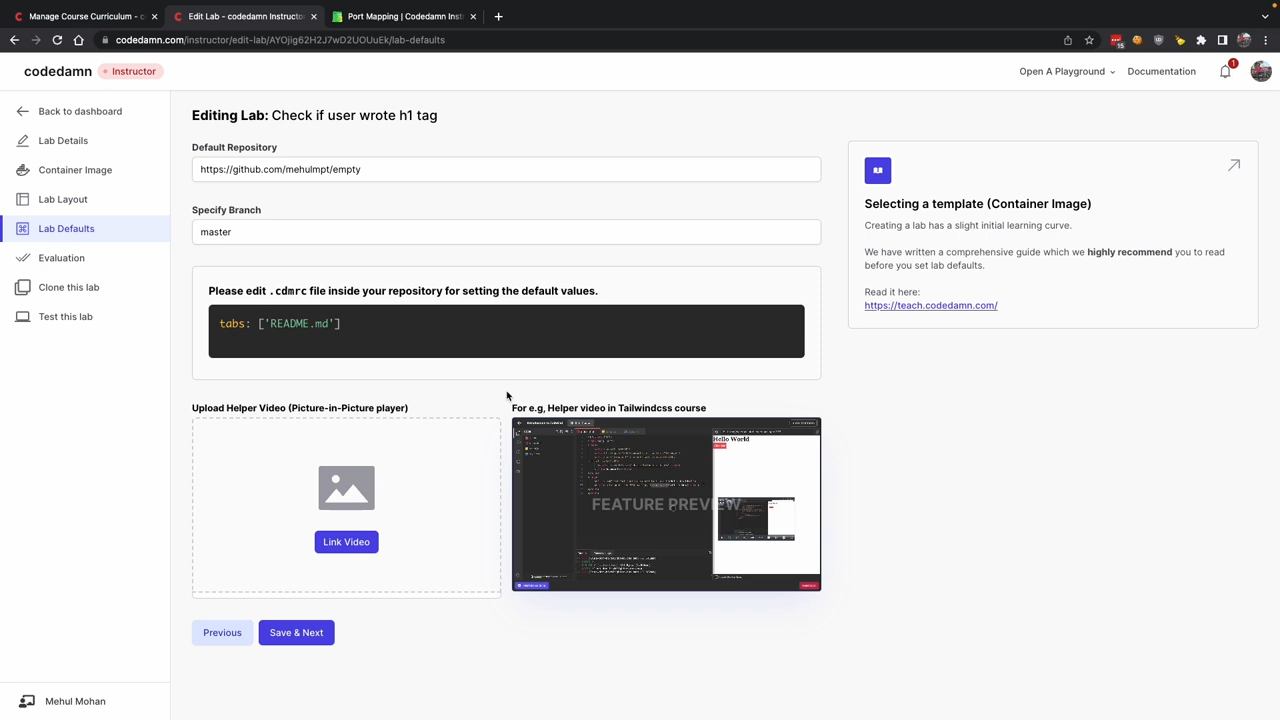 Manage Course Curriculum - c
Edit Lab - codedamn Instructor
Port Mapping | Codedamn Inst
codedamn.com/instructor/edit-lab/AYOjig62H2J7wD2UOUuEk/lab-defaults
15
codedamn
Instructor
Open A Playground
Documentation
1
Back to dashboard
Lab Details
Container Image
Lab Layout
Lab Defaults
Evaluation
Clone this lab
Test this lab
Mehul Mohan
Editing Lab: Check if user wrote h1 tag
Default Repository
https://github.com/mehulmpt/empty
Specify Branch
master
Please edit .cdmrc file inside your repository for setting the default values.
tabs: ['README.md']
Upload Helper Video (Picture-in-Picture player)
Link Video
For e.g, Helper video in Tailwindcss course
Hello World
FEATURE PREVIEW
Previous
Save & Next
Selecting a template (Container Image)
Creating a lab has a slight initial learning curve.
We have written a comprehensive guide which we highly recommend you to read
before you set lab defaults.
Read it here:
https://teach.codedamn.com/